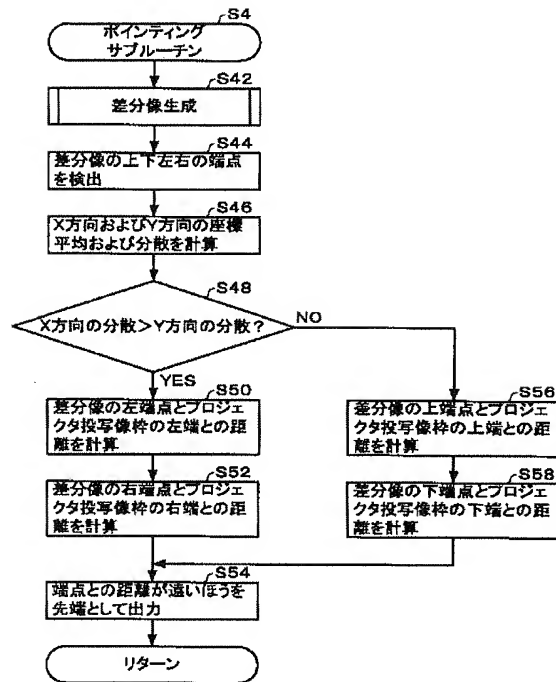 S4
ポインティング
サブルーチン
S42
差分像生成
S44
差分像の上下左右の端点
を検出
S46
X方向およびY方向の座標
平均および分散を計算
S48
X方向の分散>Y方向の分散?
NO
YES
S50
差分像の左端点とプロジェ
クタ投写像枠の左端との距
離を計算
S52
差分像の右端点とプロジェ
クタ投写像枠の右端との距
離を計算
S56
差分像の上端点とプロジェ
クタ投写像枠の上端との距
離を計算
S58
差分像の下端点とプロジェ
クタ投写像枠の下端との距
離を計算
S54
端点との距離が遠いほうを
先端として出力
リターン